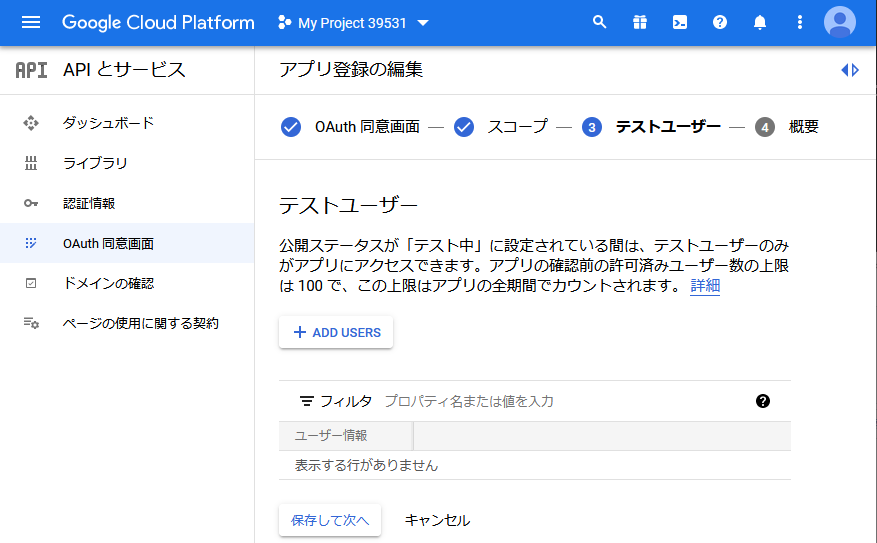 Google Cloud Platform
My Project 39531
API API とサービス
アプリ登録の編集
ダッシュボード
ライブラリ
認証情報
OAuth 同意画面
ドメインの確認
ページの使用に関する契約
OAuth 同意画面 — スコープ — 3 テストユーザー — 4 概要
テストユーザー
公開ステータスが「テスト中」に設定されている間は、テストユーザーのみ
がアプリにアクセスできます。アプリの確認前の許可済みユーザー数の上限
は 100 で、この上限はアプリの全期間でカウントされます。 詳細
+ ADD USERS
フィルタ プロパティ名または値を入力
ユーザー情報
表示する行がありません
保存して次へ キャンセル